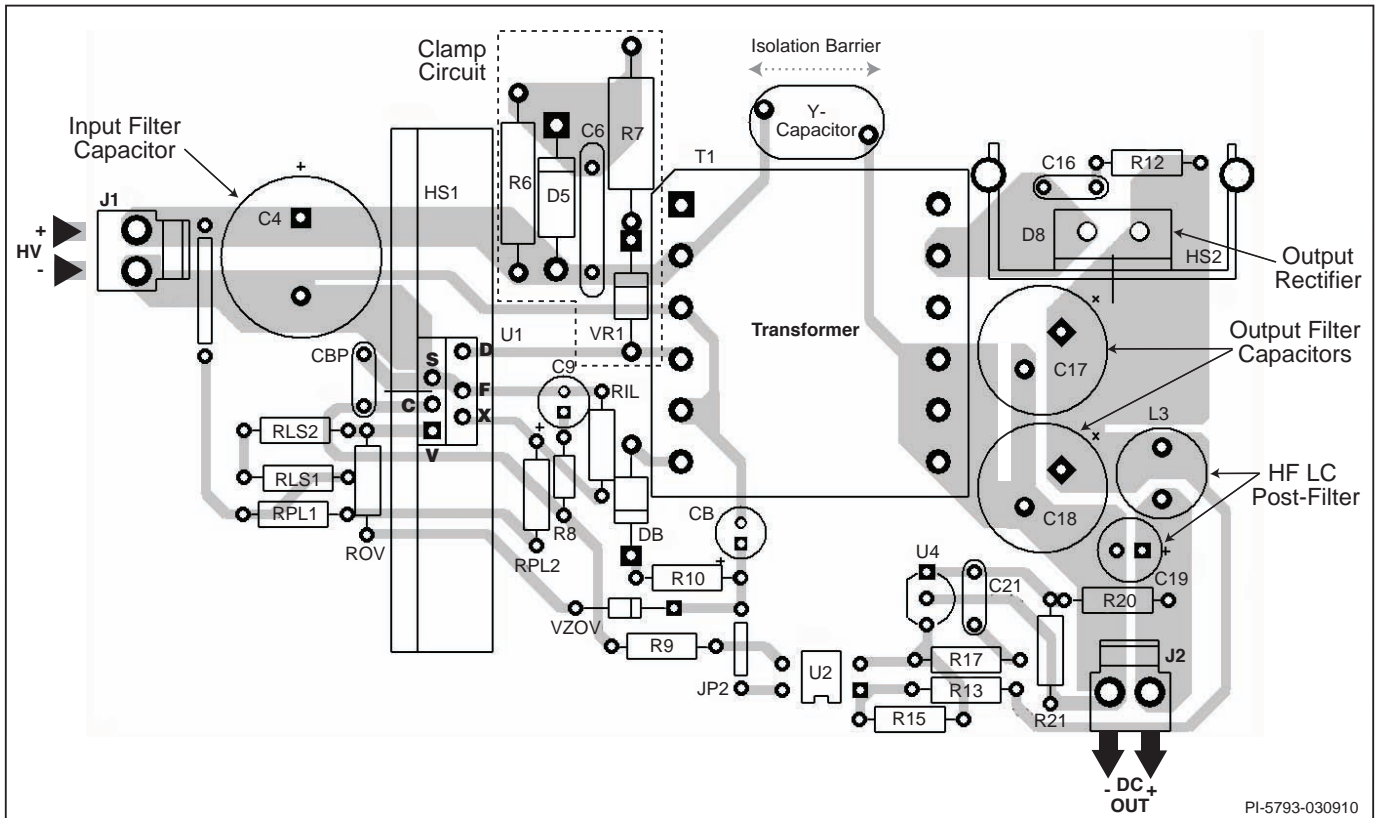 Clamp
Circuit
Isolation Barrier
Y-
Capacitor
Input Filter
Capacitor
+
J1
C4
HS1
R6
D5
C6
R7
T1
C16
R12
+
HV
-
D8
HS2
Output
Rectifier
Transformer
Output Filter
Capacitors
CBP
S
U1
D
VR1
C17
F
C9
RIL
C
X
L3
RLS2
V
+
HF LC
Post-Filter
RLS1
RPL1
R8
CB
C18
ROV
RPL2
DB
+
U4
+
C19
R10
C21
R20
VZOV
R9
U2
R17
J2
JP2
R13
R15
R21
- DC +
OUT
PI-5793-030910